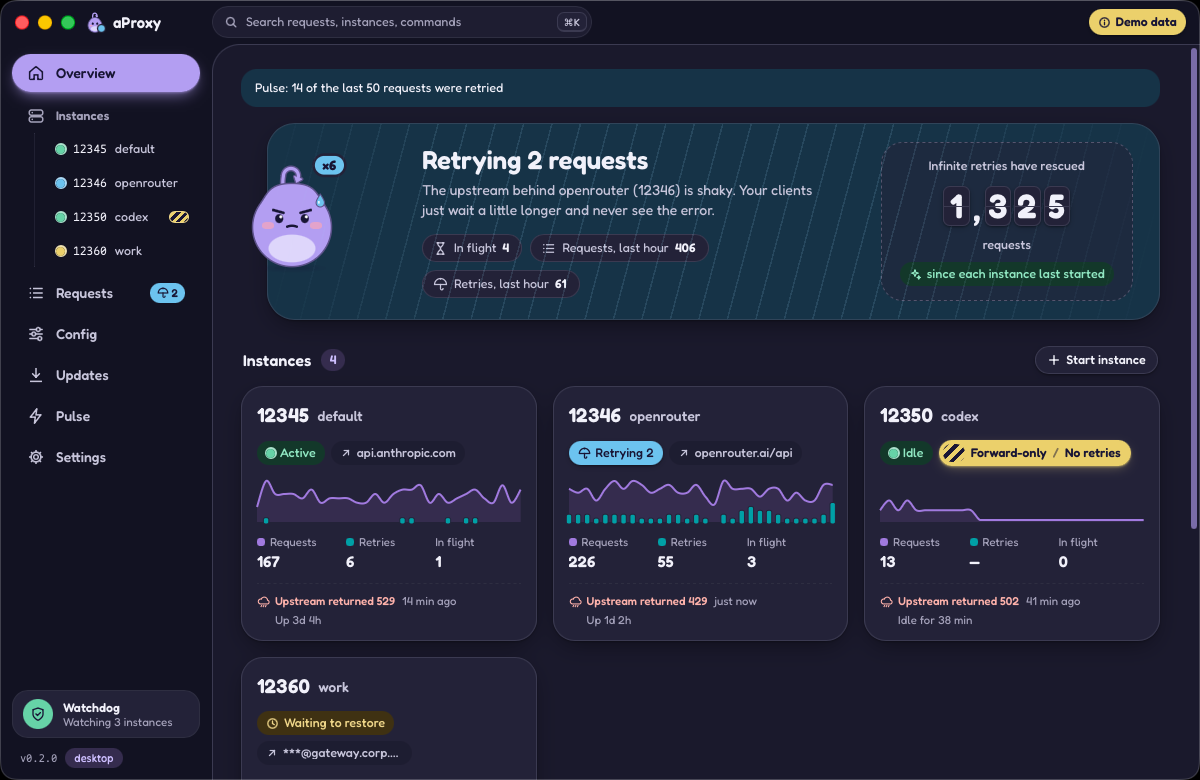 aProxy
Search requests, instances, commands
⌘K
Demo data
Overview
Instances
12345 default
12346 openrouter
12350 codex
12360 work
Requests
2
Config
Updates
Pulse
Settings
Watchdog
Watching 3 instances
v0.2.0 desktop
Pulse: 14 of the last 50 requests were retried
x6
Retrying 2 requests
The upstream behind openrouter (12346) is shaky. Your clients
just wait a little longer and never see the error.
In flight 4
Requests, last hour 406
Retries, last hour 61
Infinite retries have rescued
1,325
requests
since each instance last started
Instances 4
Start instance
12345 default
Active
api.anthropic.com
Requests Retries In flight
167 6 1
Upstream returned 529 14 min ago
Up 3d 4h
12346 openrouter
Retrying 2
openrouter.ai/api
Requests Retries In flight
226 55 3
Upstream returned 429 just now
Up 1d 2h
12350 codex
Idle
Forward-only / No retries
Requests Retries In flight
13 – 0
Upstream returned 502 41 min ago
Idle for 38 min
12360 work
Waiting to restore
***@gateway.corp....